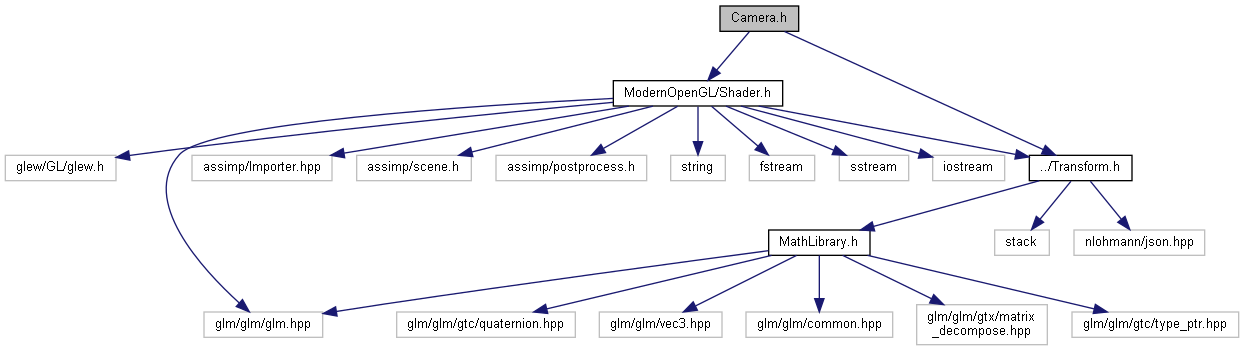 Camera.h
ModernOpenGL/Shader.h
glew/GL/glew.h
assimp/Importer.hpp
assimp/scene.h
assimp/postprocess.h
string
fstream
sstream
iostream
../Transform.h
MathLibrary.h
stack
nlohmann/json.hpp
glm/glm/glm.hpp
glm/glm/gtc/quaternion.hpp
glm/glm/vec3.hpp
glm/glm/common.hpp
glm/glm/gtx/matrix
_decompose.hpp
glm/glm/gtc/type_ptr.hpp